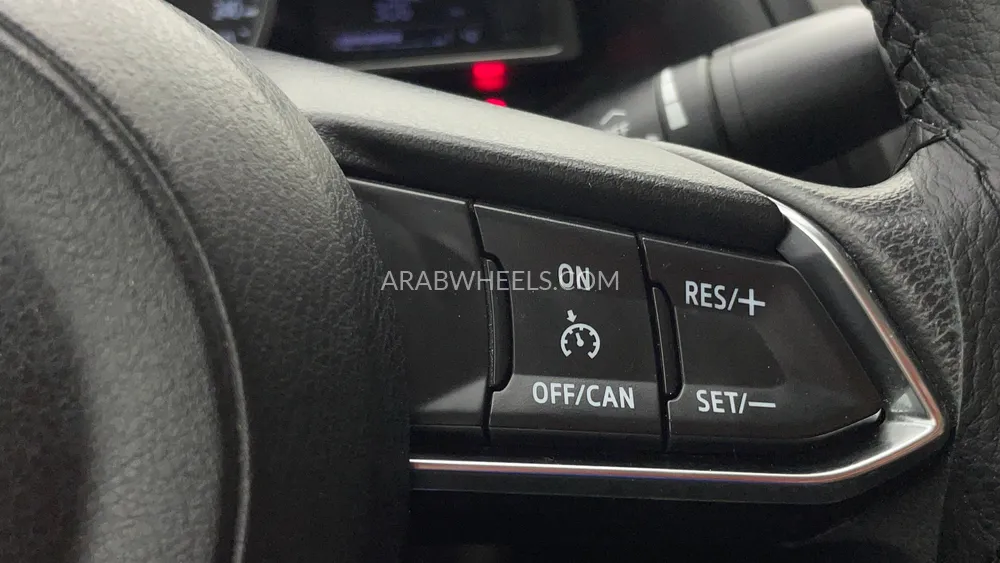 ON
ARABWHEELS.COM
RES/+
OFF/CAN
SET/—